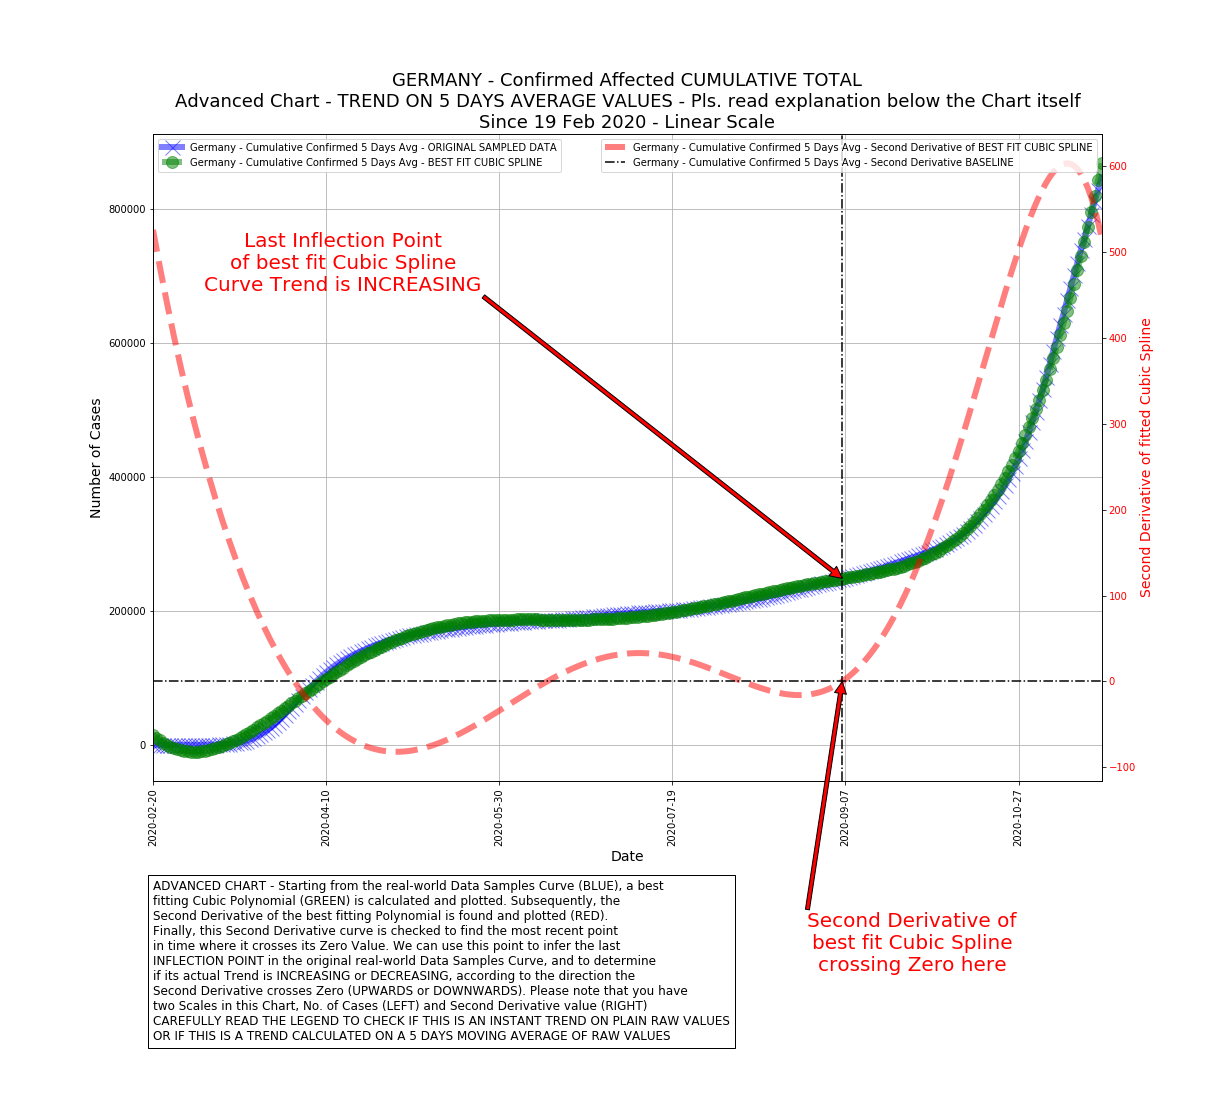 GERMANY - Confirmed Affected CUMULATIVE TOTAL
Advanced Chart - TREND ON 5 DAYS AVERAGE VALUES - Pls. read explanation below the Chart itself
Since 19 Feb 2020 - Linear Scale
Germany - Cumulative Confirmed 5 Days Avg - ORIGINAL SAMPLED DATA
Germany - Cumulative Confirmed 5 Days Avg - BEST FIT CUBIC SPLINE
Germany - Cumulative Confirmed 5 Days Avg - Second Derivative of BEST FIT CUBIC SPLINE
Germany - Cumulative Confirmed 5 Days Avg - Second Derivative BASELINE
Last Inflection Point
of best fit Cubic Spline
Curve Trend is INCREASING
Number of Cases
800000
600000
400000
200000
0
600
500
400
300
200
100
0
−100
Second Derivative of fitted Cubic Spline
2020-02-20
2020-04-10
2020-05-30
2020-07-19
2020-09-07
2020-10-27
Date
Second Derivative of
best fit Cubic Spline
crossing Zero here
ADVANCED CHART - Starting from the real-world Data Samples Curve (BLUE), a best
fitting Cubic Polynomial (GREEN) is calculated and plotted. Subsequently, the
Second Derivative of the best fitting Polynomial is found and plotted (RED).
Finally, this Second Derivative curve is checked to find the most recent point
in time where it crosses its Zero Value. We can use this point to infer the last
INFLECTION POINT in the original real-world Data Samples Curve, and to determine
if its actual Trend is INCREASING or DECREASING, according to the direction the
Second Derivative crosses Zero (UPWARDS or DOWNWARDS). Please note that you have
two Scales in this Chart, No. of Cases (LEFT) and Second Derivative value (RIGHT)
CAREFULLY READ THE LEGEND TO CHECK IF THIS IS AN INSTANT TREND ON PLAIN RAW VALUES
OR IF THIS IS A TREND CALCULATED ON A 5 DAYS MOVING AVERAGE OF RAW VALUES